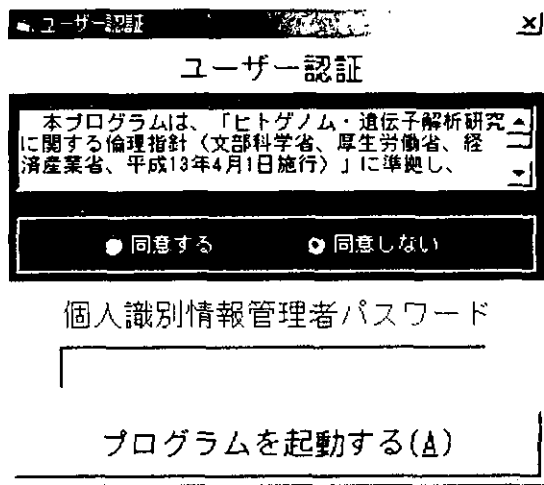 ユーザー認証
ユーザー認証
本プログラムは、「ヒトゲノム・遺伝子解析研究
に関する倫理指針(文部科学省、厚生労働省、経
済産業省、平成13年4月1日施行)」に準拠し、
同意する 同意しない
個人識別情報管理者パスワード
プログラムを起動する(A)